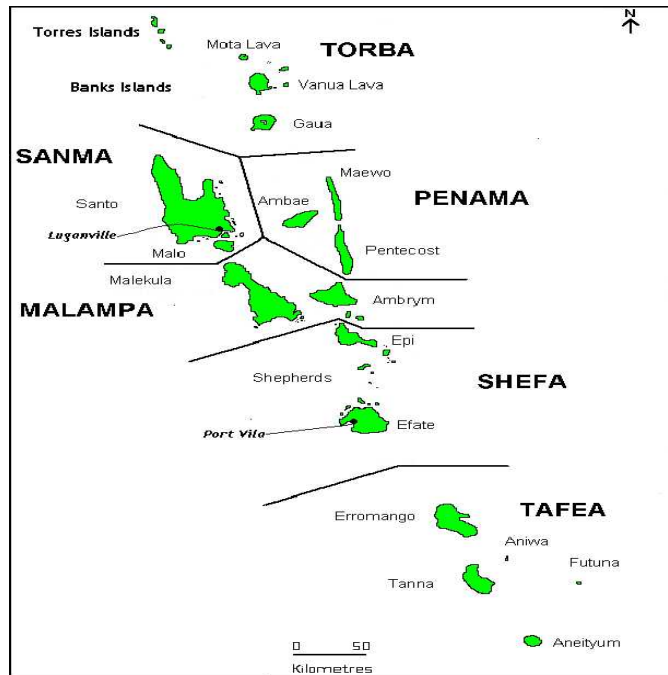 N
Torres Islands
Mota Lava
TORBA
Banks Islands
Vanua Lava
Gaua
SANMA
Maewo
Santo
Ambae
PENAMA
Luganville
Malo
Pentecost
Malekula
MALAMPA
Ambrym
Epi
Shepherds
SHEFA
Port Vila
Efate
Erromango
TAFEA
Aniwa
Futuna
Tanna
Aneityum
0 50
Kilometres